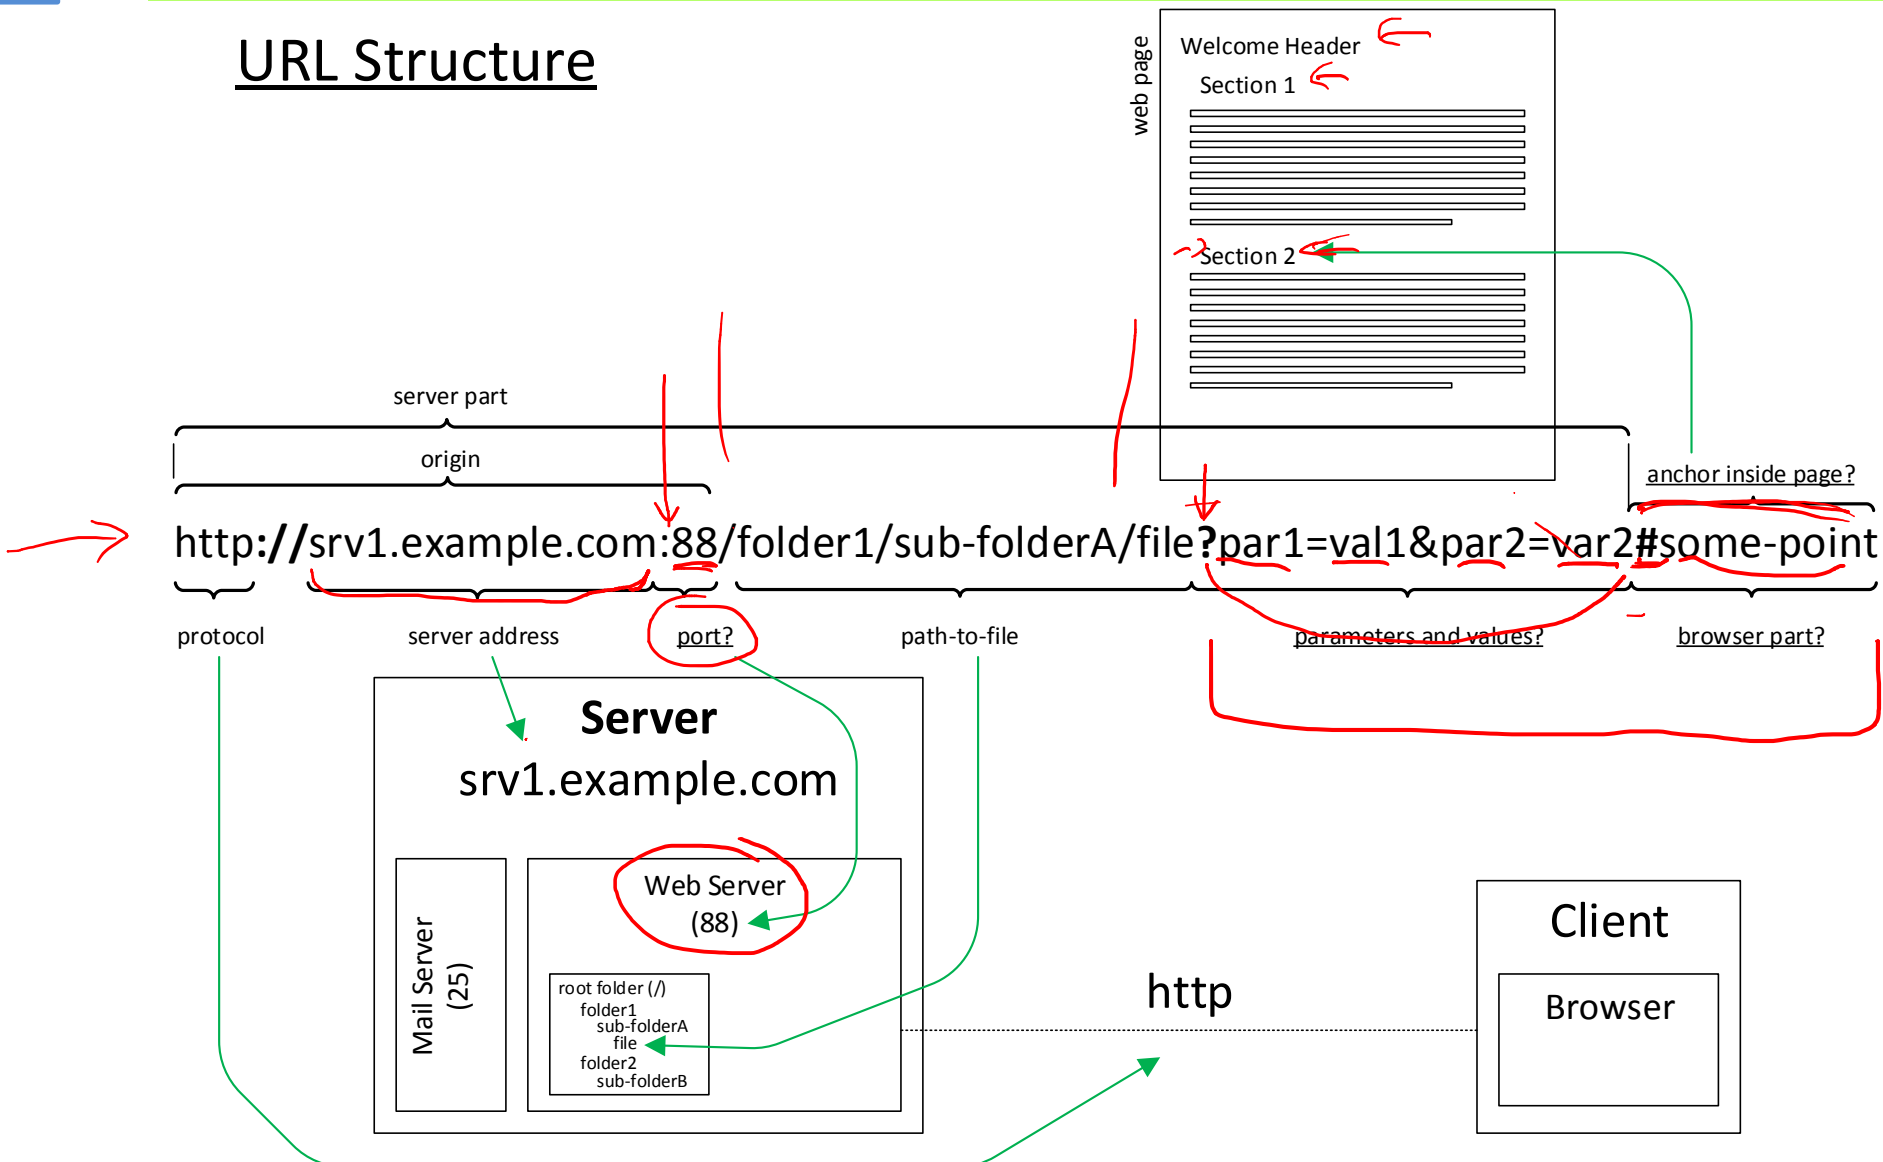 URL Structure
web page
Welcome Header
Section 1
Section 2
server part
origin
anchor inside page?
http://srv1.example.com:88/folder1/sub-folderA/file?par1=val1&par2=var2#some-point
protocol
server address
port?
path-to-file
parameters and values?
browser part?
Server
srv1.example.com
Mail Server
(25)
Web Server
(88)
root folder (/)
folder1
sub-folderA
file
folder2
sub-folderB
http
Client
Browser